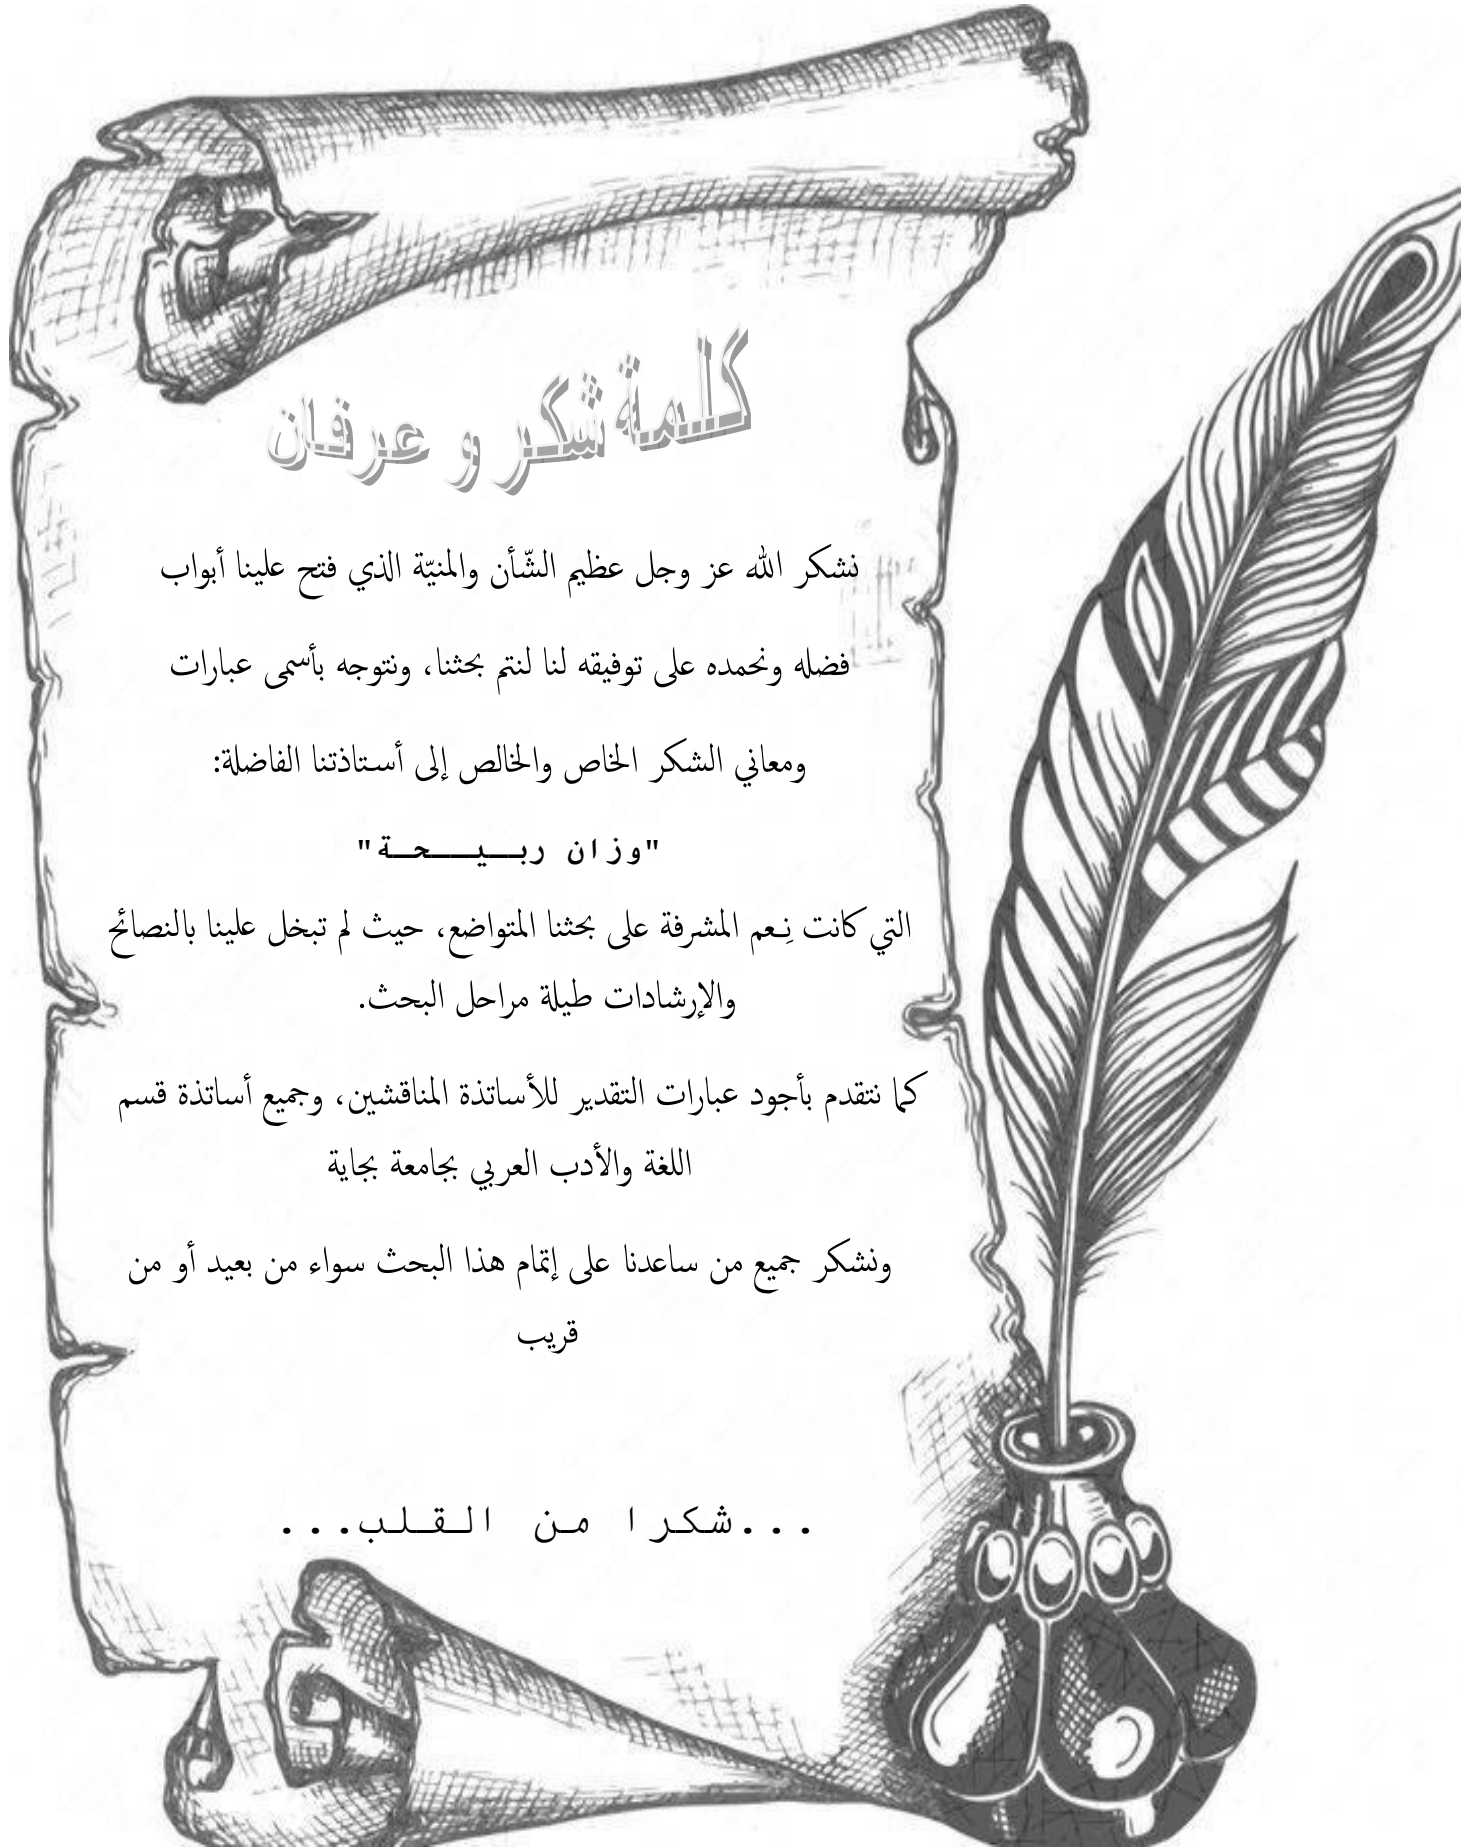 كلمة شكر و عرفان
نشكر الله عز وجل عظيم الشّأن والمنيّة الذي فتح علينا أبواب
فضله ونحمده على توفيقه لنا لنتم بحثنا، ونتوجه بأسمى عبارات
ومعاني الشكر الخاص والخالص إلى أستاذتنا الفاضلة:
"وزان ربـــيـــحـــة"
التي كانت نِعم المشرفة على بحثنا المتواضع، حيث لم تبخل علينا بالنصائح
والإرشادات طيلة مراحل البحث.
كما نتقدم بأجود عبارات التقدير للأساتذة المناقشين، وجميع أساتذة قسم
اللغة والأدب العربي بجامعة بجاية
ونشكر جميع من ساعدنا على إتمام هذا البحث سواء من بعيد أو من
قريب
...شكرا من القلب...